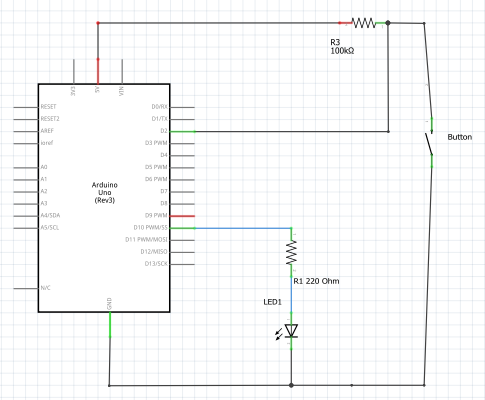 R3
100kΩ
3V3
5V
VIN
RESET
RESET2
AREF
ioref
A0
A1
A2
A3
A4/SDA
A5/SCL
N/C
Arduino
Uno
(Rev3)
D0/RX
D1/TX
D2
D3 PWM
D4
D5 PWM
D6 PWM
D7
D8
D9 PWM
D10 PWM/SS
D11 PWM/MOSI
D12/MISO
D13/SCK
GND
Button
R1 220 Ohm
LED1